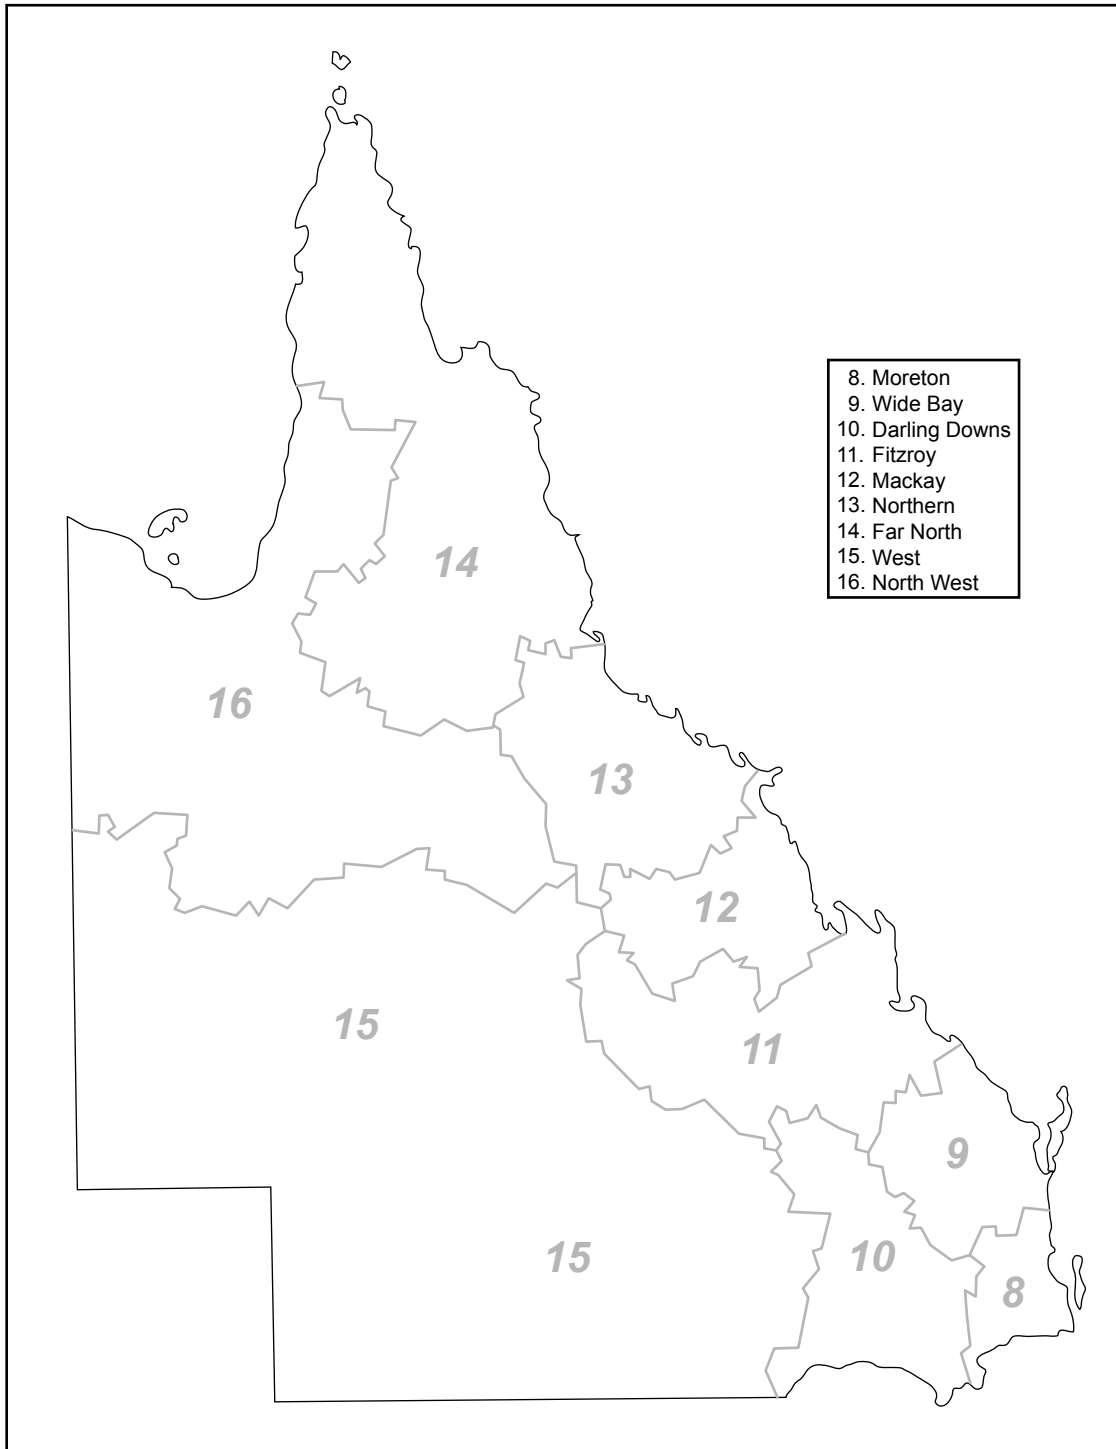 8. Moreton
9. Wide Bay
10. Darling Downs
11. Fitzroy
12. Mackay
13. Northern
14. Far North
15. West
16. North West
14
16
13
12
15
11
9
15
10
8